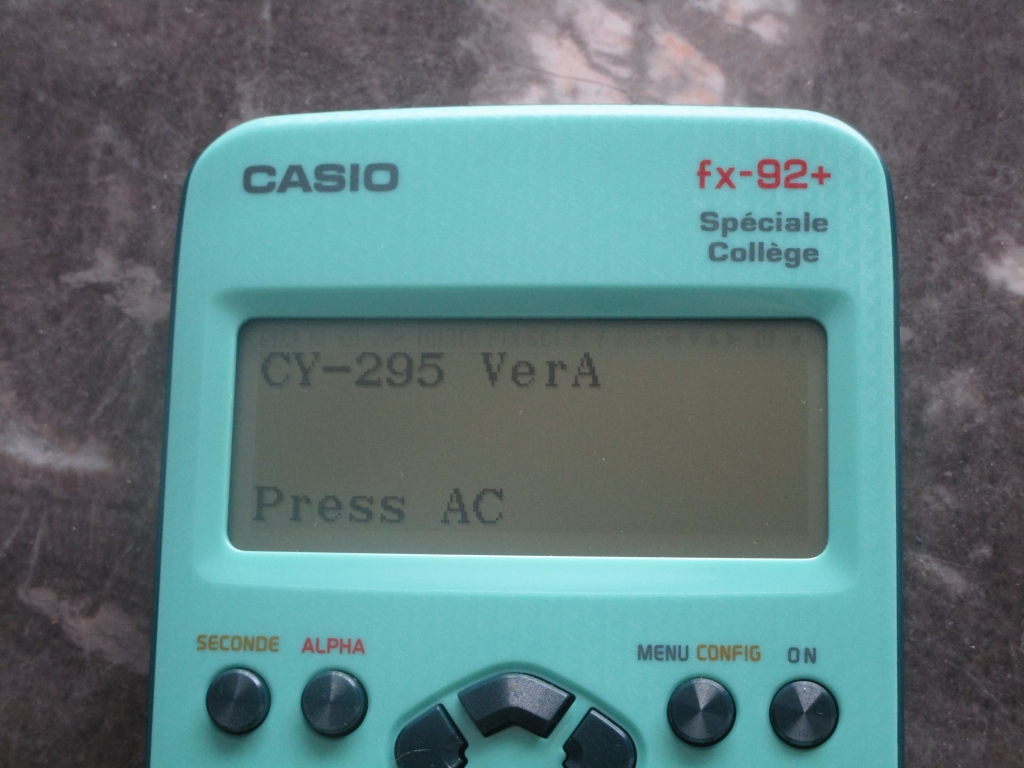 CASIO
fx-92+
Spéciale
Collège
CY-295 VerA
Press AC
SECONDE ALPHA
MENU CONFIG ON